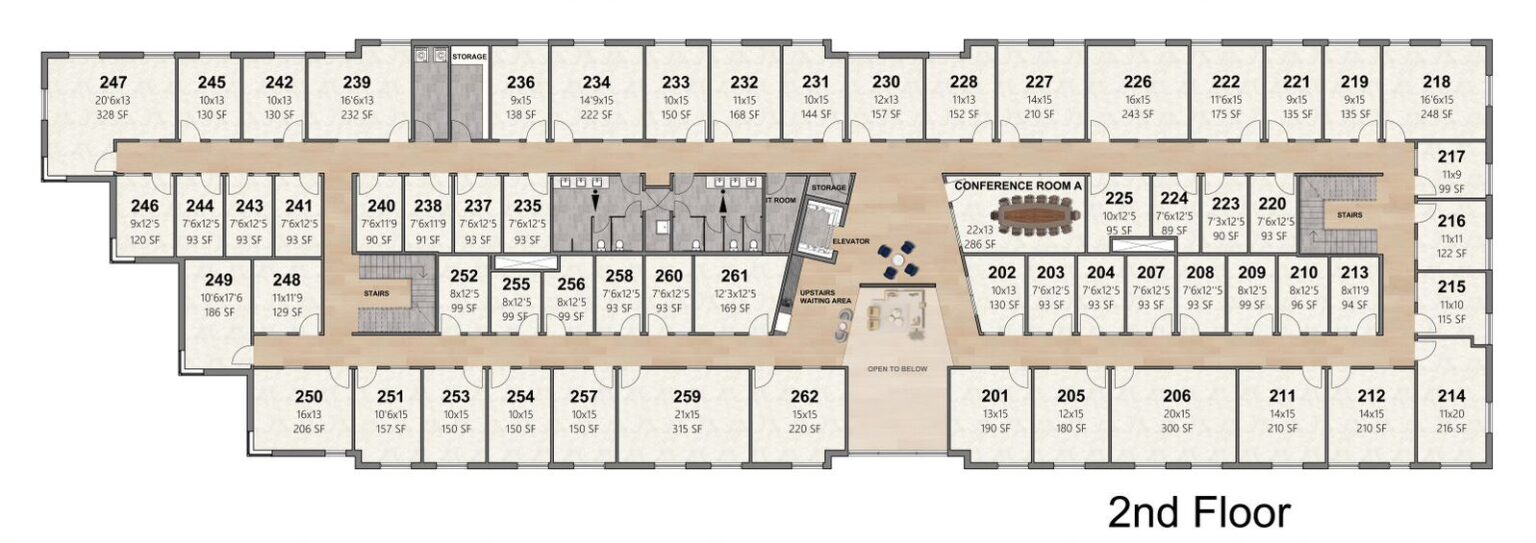 247
20'6x13
328 SF
245
10x13
130 SF
242
10x13
130 SF
239
16'6x13
232 SF
STORAGE
236
9x15
138 SF
234
14'9x15
222 SF
233
10x15
150 SF
232
11x15
168 SF
231
10x15
144 SF
230
12x13
157 SF
228
11x13
152 SF
227
14x15
210 SF
226
16x15
243 SF
222
11'6x15
175 SF
221
9x15
135 SF
219
9x15
135 SF
218
16'6x15
248 SF
217
11x9
99 SF
246
9x12'5
120 SF
244
7'6x12'5
93 SF
243
7'6x12'5
93 SF
241
7'6x12'5
93 SF
240
7'6x11'9
90 SF
238
7'6x11'9
91 SF
237
7'6x12'5
93 SF
235
7'6x12'5
93 SF
IT ROOM
STORAGE
ELEVATOR
CONFERENCE ROOM A
22x13
286 SF
225
10x12'5
95 SF
224
7'6x12'5
89 SF
223
7'3x12'5
90 SF
220
7'6x12'5
93 SF
STAIRS
216
11x11
122 SF
249
10'6x17'6
186 SF
248
11x11'9
129 SF
STAIRS
252
8x12'5
99 SF
255
8x12'5
99 SF
256
8x12'5
99 SF
258
7'6x12'5
93 SF
260
7'6x12'5
93 SF
261
12'3x12'5
169 SF
UPSTAIRS
WAITING AREA
202
10x13
130 SF
203
7'6x12'5
93 SF
204
7'6x12'5
93 SF
207
7'6x12'5
93 SF
208
7'6x12'5
93 SF
209
8x12'5
99 SF
210
8x12'5
96 SF
213
8x11'9
94 SF
215
11x10
115 SF
250
16x13
206 SF
251
10'6x15
157 SF
253
10x15
150 SF
254
10x15
150 SF
257
10x15
150 SF
259
21x15
315 SF
262
15x15
220 SF
OPEN TO BELOW
201
13x15
190 SF
205
12x15
180 SF
206
20x15
300 SF
211
14x15
210 SF
212
14x15
210 SF
214
11x20
216 SF
2nd Floor